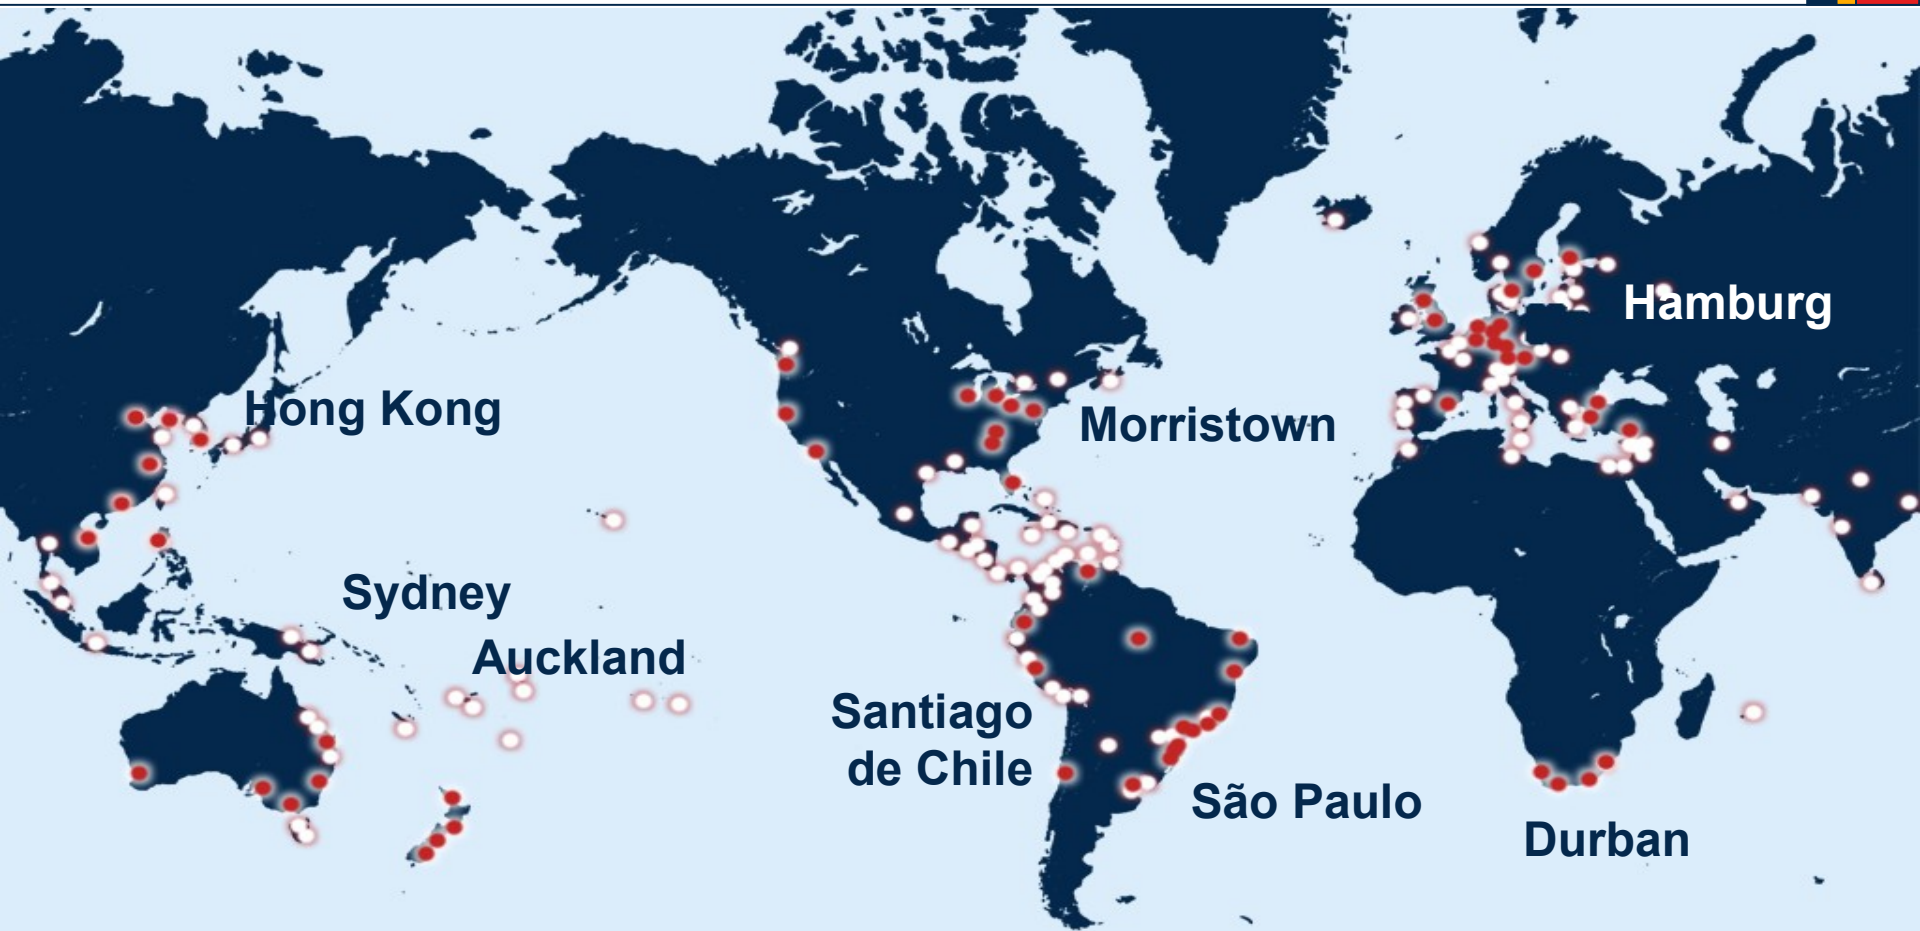 Hamburg
Hong Kong
Morristown
Sydney
Auckland
Santiago
de Chile
São Paulo
Durban